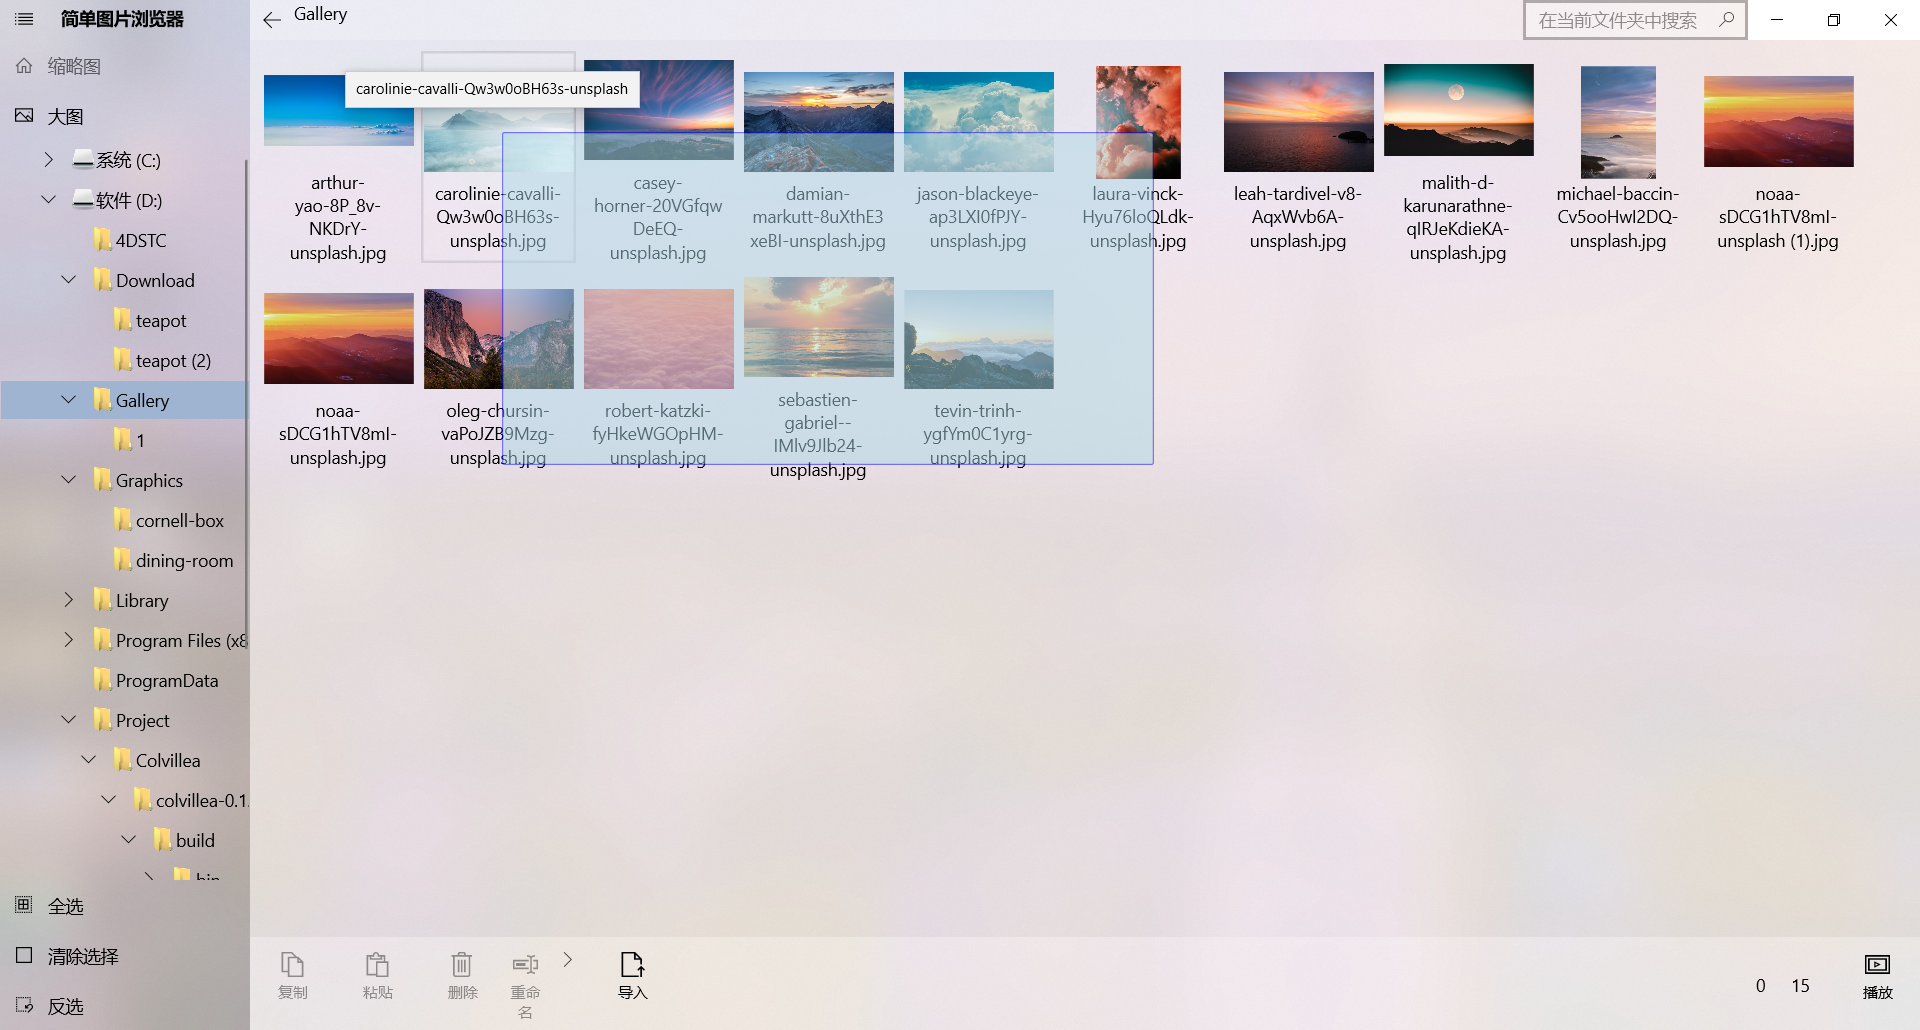 简单图片浏览器
缩略图
大图
系统 (C:)
软件 (D:)
4DSTC
Download
teapot
teapot (2)
Gallery
1
Graphics
cornell-box
dining-room
Library
Program Files (x8
ProgramData
Project
Colvillea
colvillea-0.1.
build
bin
全选
清除选择
反选
Gallery
在当前文件夹中搜索
carolinie-cavalli-Qw3w0oBH63s-unsplash
arthur-
yao-8P_8v-
NKDrY-
unsplash.jpg
carolinie-cavalli-
Qw3w0oBH63s-
unsplash.jpg
casey-
horner-20VGfqw
DeEQ-
unsplash.jpg
damian-
markutt-8uXthE3
xeBI-unsplash.jpg
jason-blackeye-
ap3LXI0fPJY-
unsplash.jpg
laura-vinck-
Hyu76loQLdk-
unsplash.jpg
leah-tardivel-v8-
AqxWvb6A-
unsplash.jpg
malith-d-
karunarathne-
qIRJeKdieKA-
unsplash.jpg
michael-baccin-
Cv5ooHwI2DQ-
unsplash.jpg
noaa-
sDCG1hTV8mI-
unsplash (1).jpg
noaa-
sDCG1hTV8mI-
unsplash.jpg
oleg-chursin-
vaPoJZB9Mzg-
unsplash.jpg
robert-katzki-
fyHkeWGOpHM-
unsplash.jpg
sebastien-
gabriel--
IMlv9Jlb24-
unsplash.jpg
tevin-trinh-
ygfYm0C1yrg-
unsplash.jpg
复制
粘贴
删除
重命
名
导入
0 15
播放